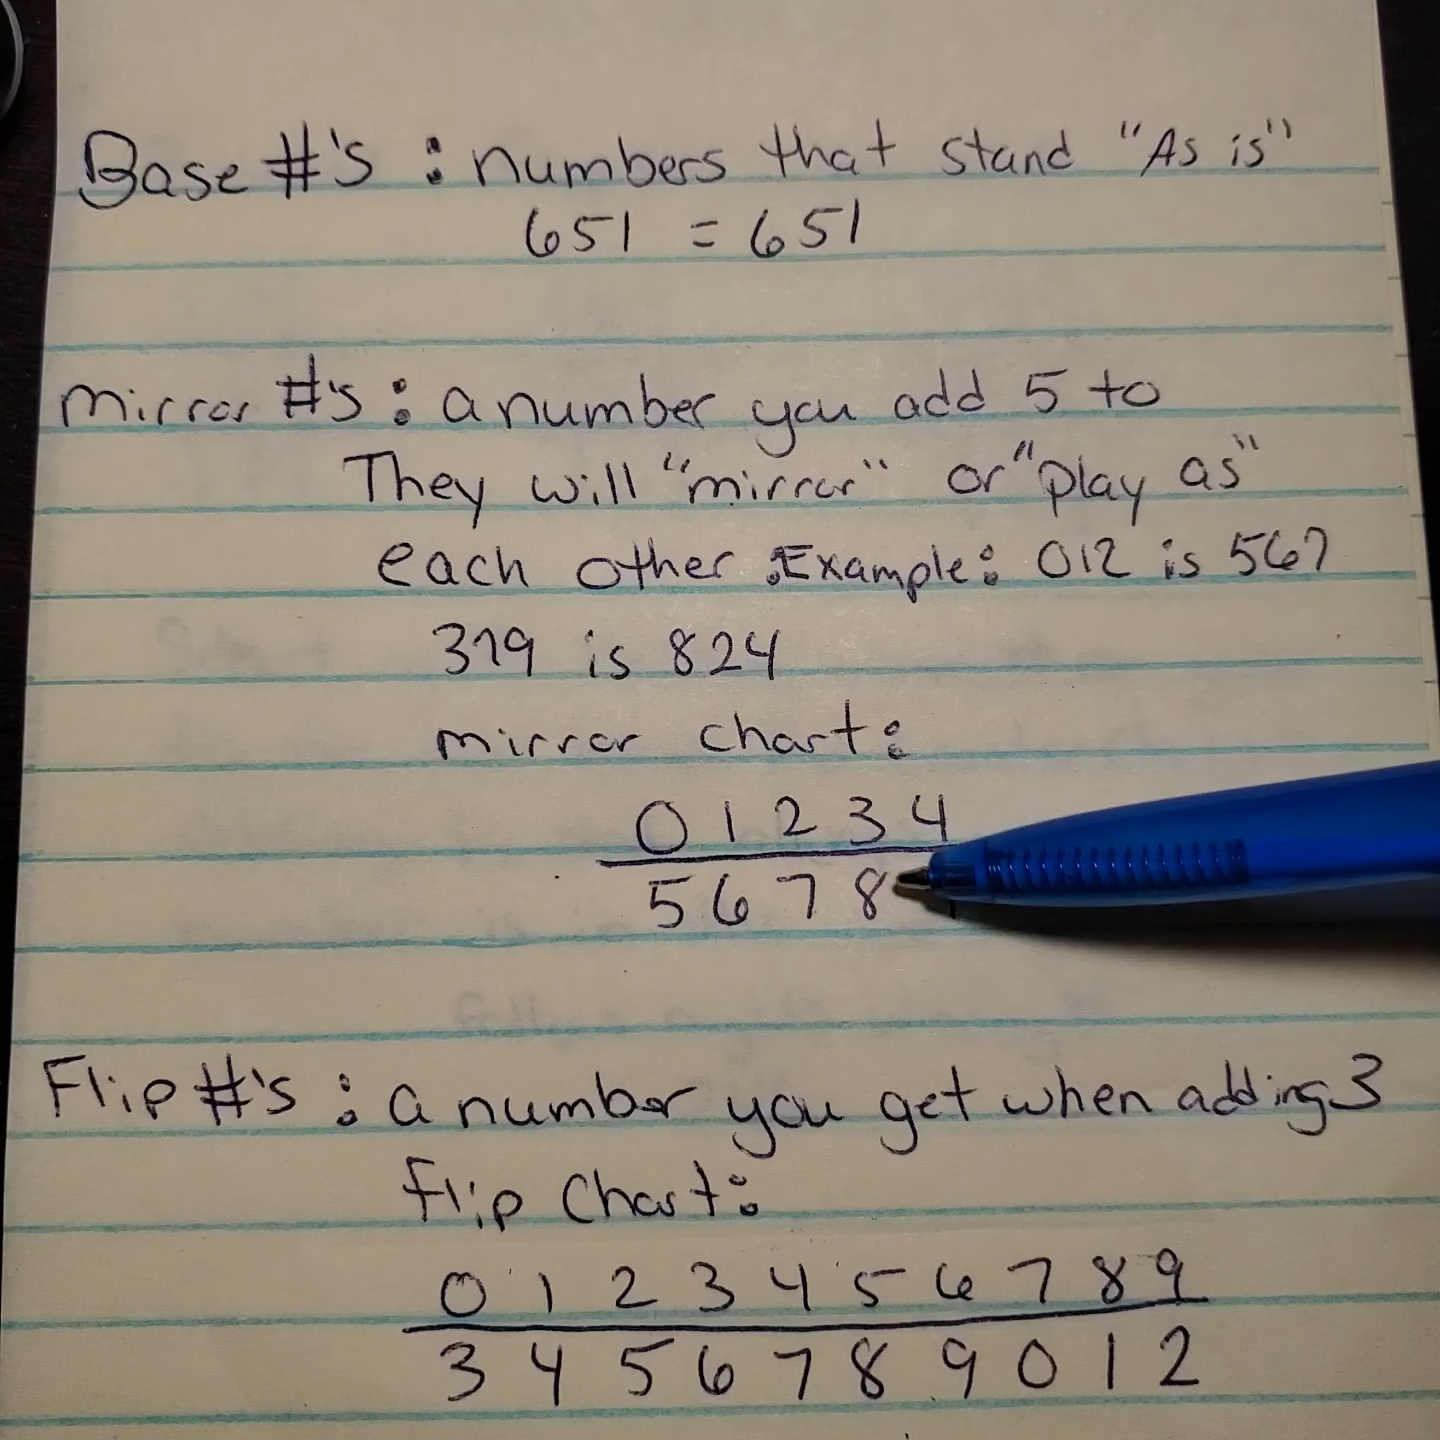 Base #'s : numbers that stand "As is"
651 = 651
mirror #'s : a number you add 5 to
They will "mirror" or "play as"
each other. Example: 012 is 567
379 is 824
mirror chart:
0 1 2 3 4
5 6 7 8
Flip #'s : a number you get when adding 3
flip chart:
0 1 2 3 4 5 6 7 8 9
3 4 5 6 7 8 9 0 1 2